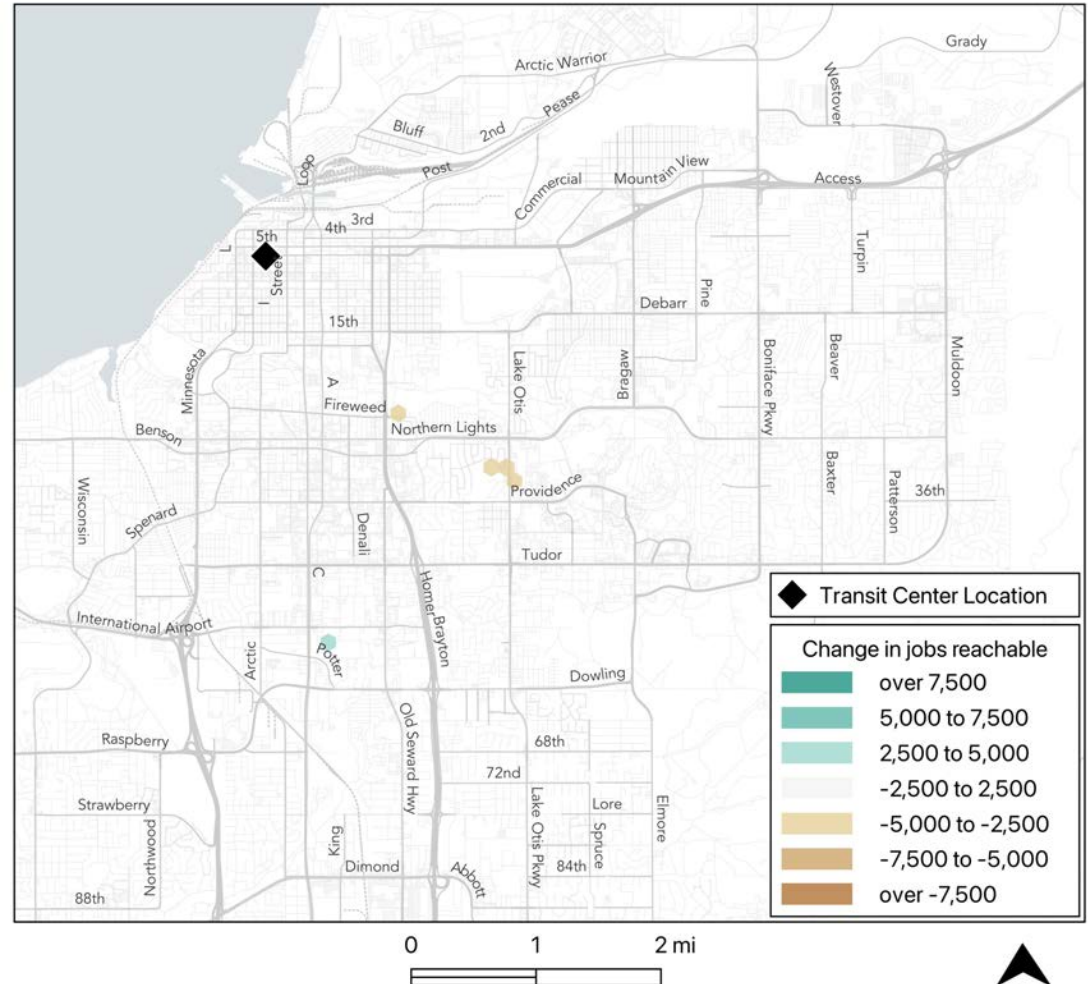 Grady
Arctic Warrior
Westover
Pease
Bluff
2nd
Loop
Post
Mountain View
Access
Commercial
3rd
4th
5th
L
Street
I
Turpin
Pine
Debarr
15th
Minnesota
A
Lake Otis
Bragaw
Boniface Pkwy
Beaver
Muldoon
Fireweed
Northern Lights
Benson
Wisconsin
Baxter
Patterson
36th
Providence
Spenard
Denali
Tudor
C
Homer
Brayton
International Airport
Potter
Arctic
Dowling
Old Seward Hwy
Raspberry
68th
72nd
Strawberry
Lake Otis Pkwy
Lore
Spruce
Elmore
Northwood
King
Dimond
Abbott
84th
88th
Transit Center Location
Change in jobs reachable
over 7,500
5,000 to 7,500
2,500 to 5,000
-2,500 to 2,500
-5,000 to -2,500
-7,500 to -5,000
over -7,500
0 1 2 mi